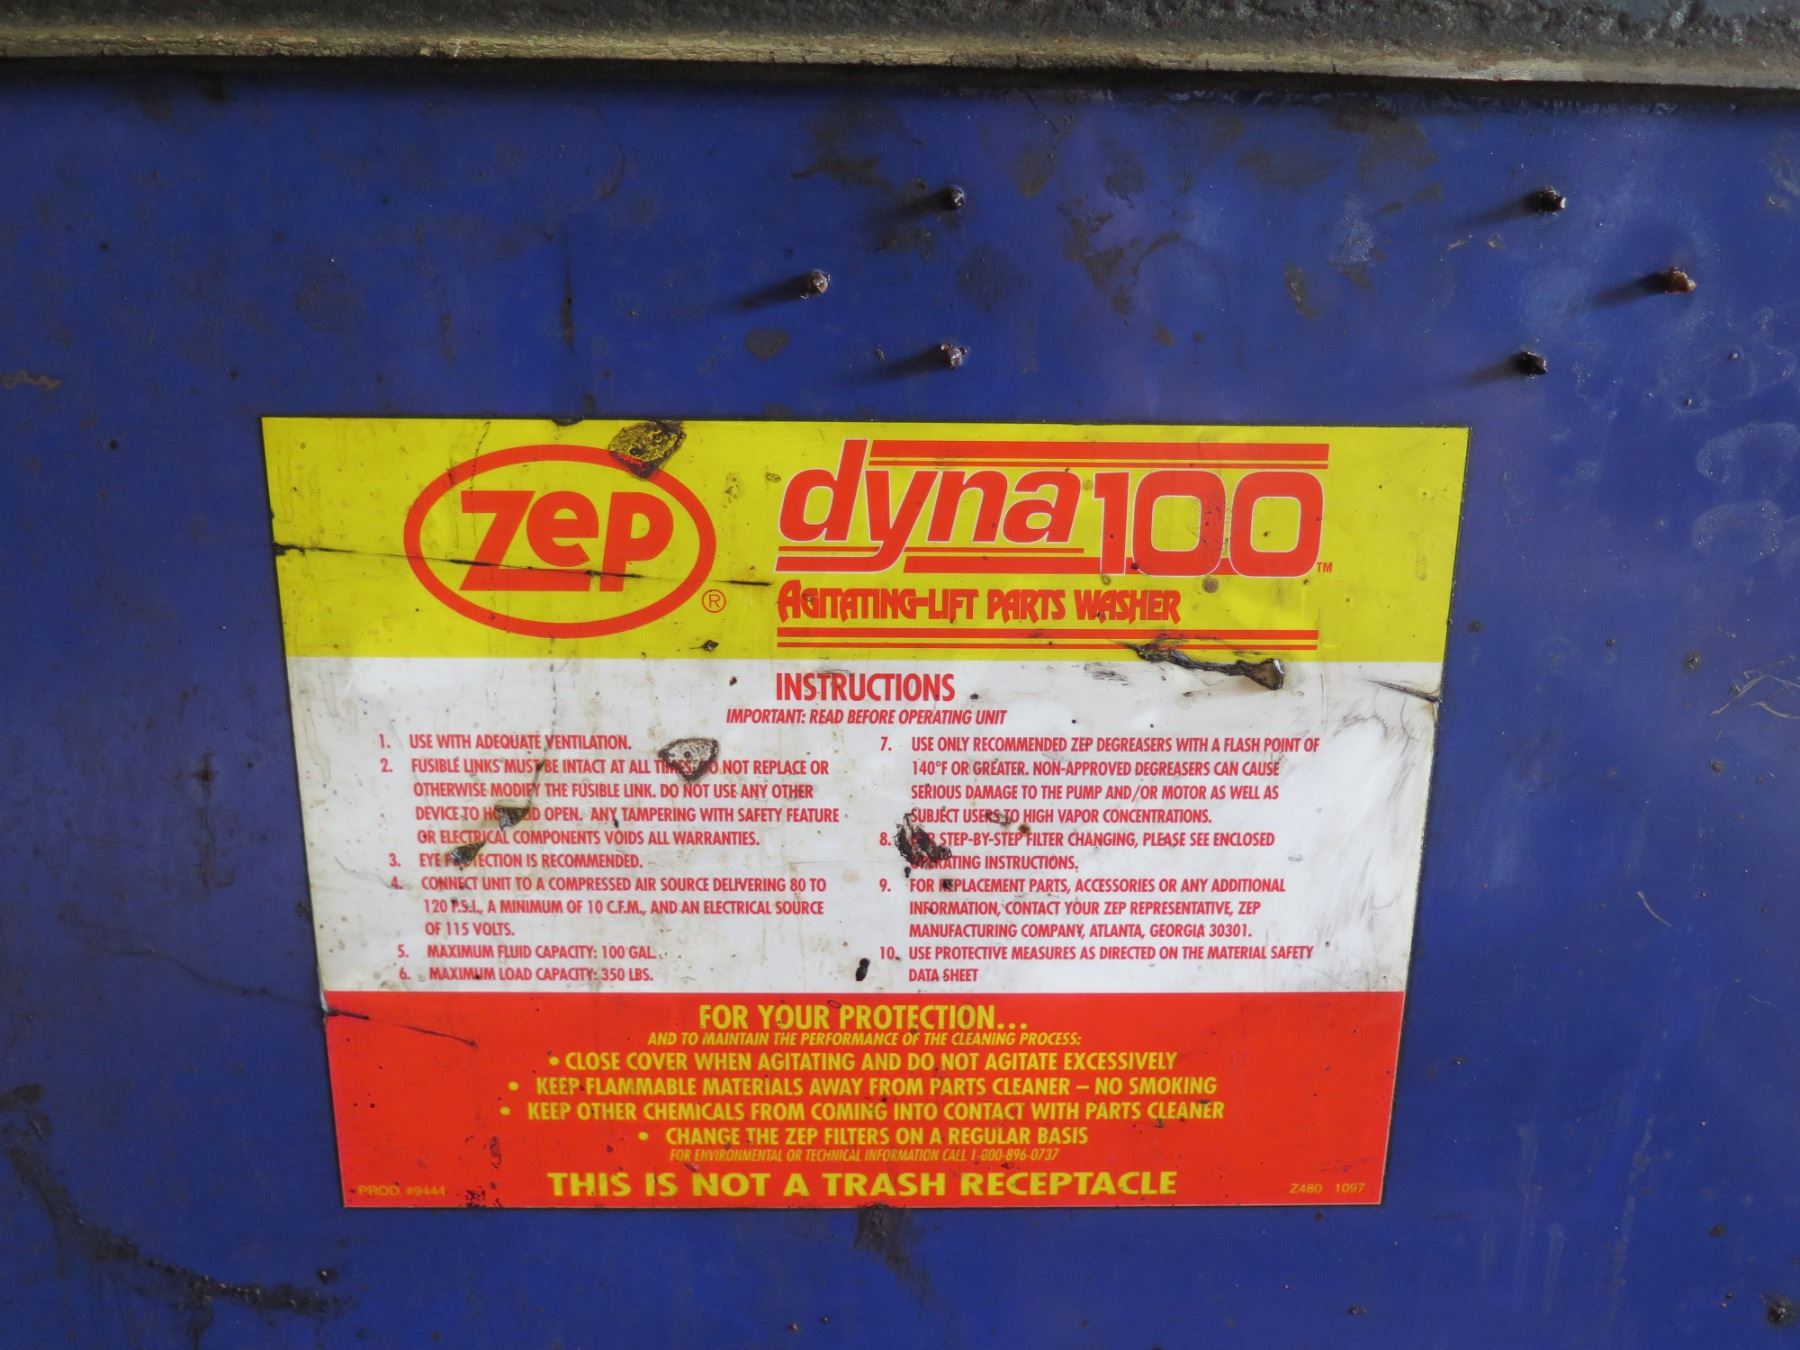 Zep
®
dyna 100
TM
AGITATING-LIFT PARTS WASHER
INSTRUCTIONS
IMPORTANT: READ BEFORE OPERATING UNIT
1. USE WITH ADEQUATE VENTILATION.
2. FUSIBLE LINKS MUST BE INTACT AT ALL TIMES. DO NOT REPLACE OR
OTHERWISE MODIFY THE FUSIBLE LINK. DO NOT USE ANY OTHER
DEVICE TO HOLD LID OPEN. ANY TAMPERING WITH SAFETY FEATURE
OR ELECTRICAL COMPONENTS VOIDS ALL WARRANTIES.
3. EYE PROTECTION IS RECOMMENDED.
4. CONNECT UNIT TO A COMPRESSED AIR SOURCE DELIVERING 80 TO
120 P.S.I., A MINIMUM OF 10 C.F.M., AND AN ELECTRICAL SOURCE
OF 115 VOLTS.
5. MAXIMUM FLUID CAPACITY: 100 GAL.
6. MAXIMUM LOAD CAPACITY: 350 LBS.
7. USE ONLY RECOMMENDED ZEP DEGREASERS WITH A FLASH POINT OF
140°F OR GREATER. NON-APPROVED DEGREASERS CAN CAUSE
SERIOUS DAMAGE TO THE PUMP AND/OR MOTOR AS WELL AS
SUBJECT USERS TO HIGH VAPOR CONCENTRATIONS.
8. FOR STEP-BY-STEP FILTER CHANGING, PLEASE SEE ENCLOSED
OPERATING INSTRUCTIONS.
9. FOR REPLACEMENT PARTS, ACCESSORIES OR ANY ADDITIONAL
INFORMATION, CONTACT YOUR ZEP REPRESENTATIVE, ZEP
MANUFACTURING COMPANY, ATLANTA, GEORGIA 30301.
10. USE PROTECTIVE MEASURES AS DIRECTED ON THE MATERIAL SAFETY
DATA SHEET
FOR YOUR PROTECTION...
AND TO MAINTAIN THE PERFORMANCE OF THE CLEANING PROCESS:
• CLOSE COVER WHEN AGITATING AND DO NOT AGITATE EXCESSIVELY
• KEEP FLAMMABLE MATERIALS AWAY FROM PARTS CLEANER – NO SMOKING
• KEEP OTHER CHEMICALS FROM COMING INTO CONTACT WITH PARTS CLEANER
• CHANGE THE ZEP FILTERS ON A REGULAR BASIS
FOR ENVIRONMENTAL OR TECHNICAL INFORMATION CALL 1-800-896-0737
THIS IS NOT A TRASH RECEPTACLE
PROD. #9444
Z480 1097